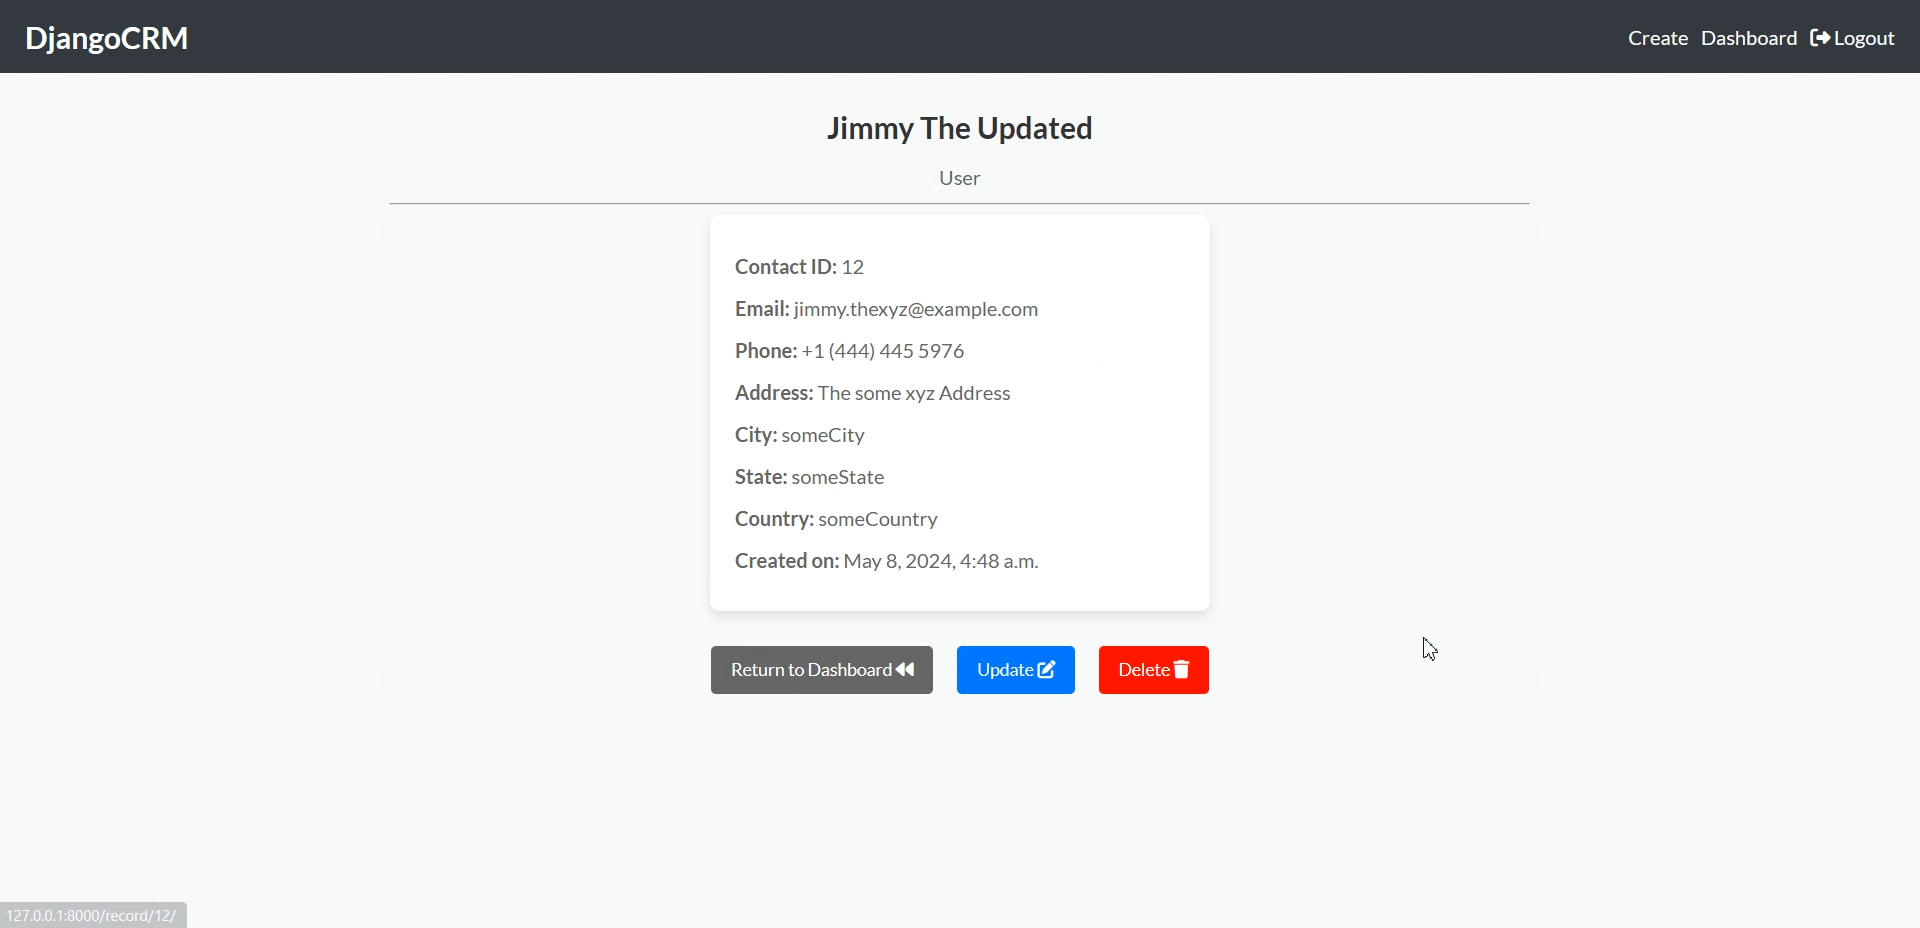 DjangoCRM
Create Dashboard Logout
Jimmy The Updated
User
Contact ID: 12
Email: jimmy.thexyz@example.com
Phone: +1 (444) 445 5976
Address: The some xyz Address
City: someCity
State: someState
Country: someCountry
Created on: May 8, 2024, 4:48 a.m.
Return to Dashboard Update Delete
127.0.0.1:8000/record/12/